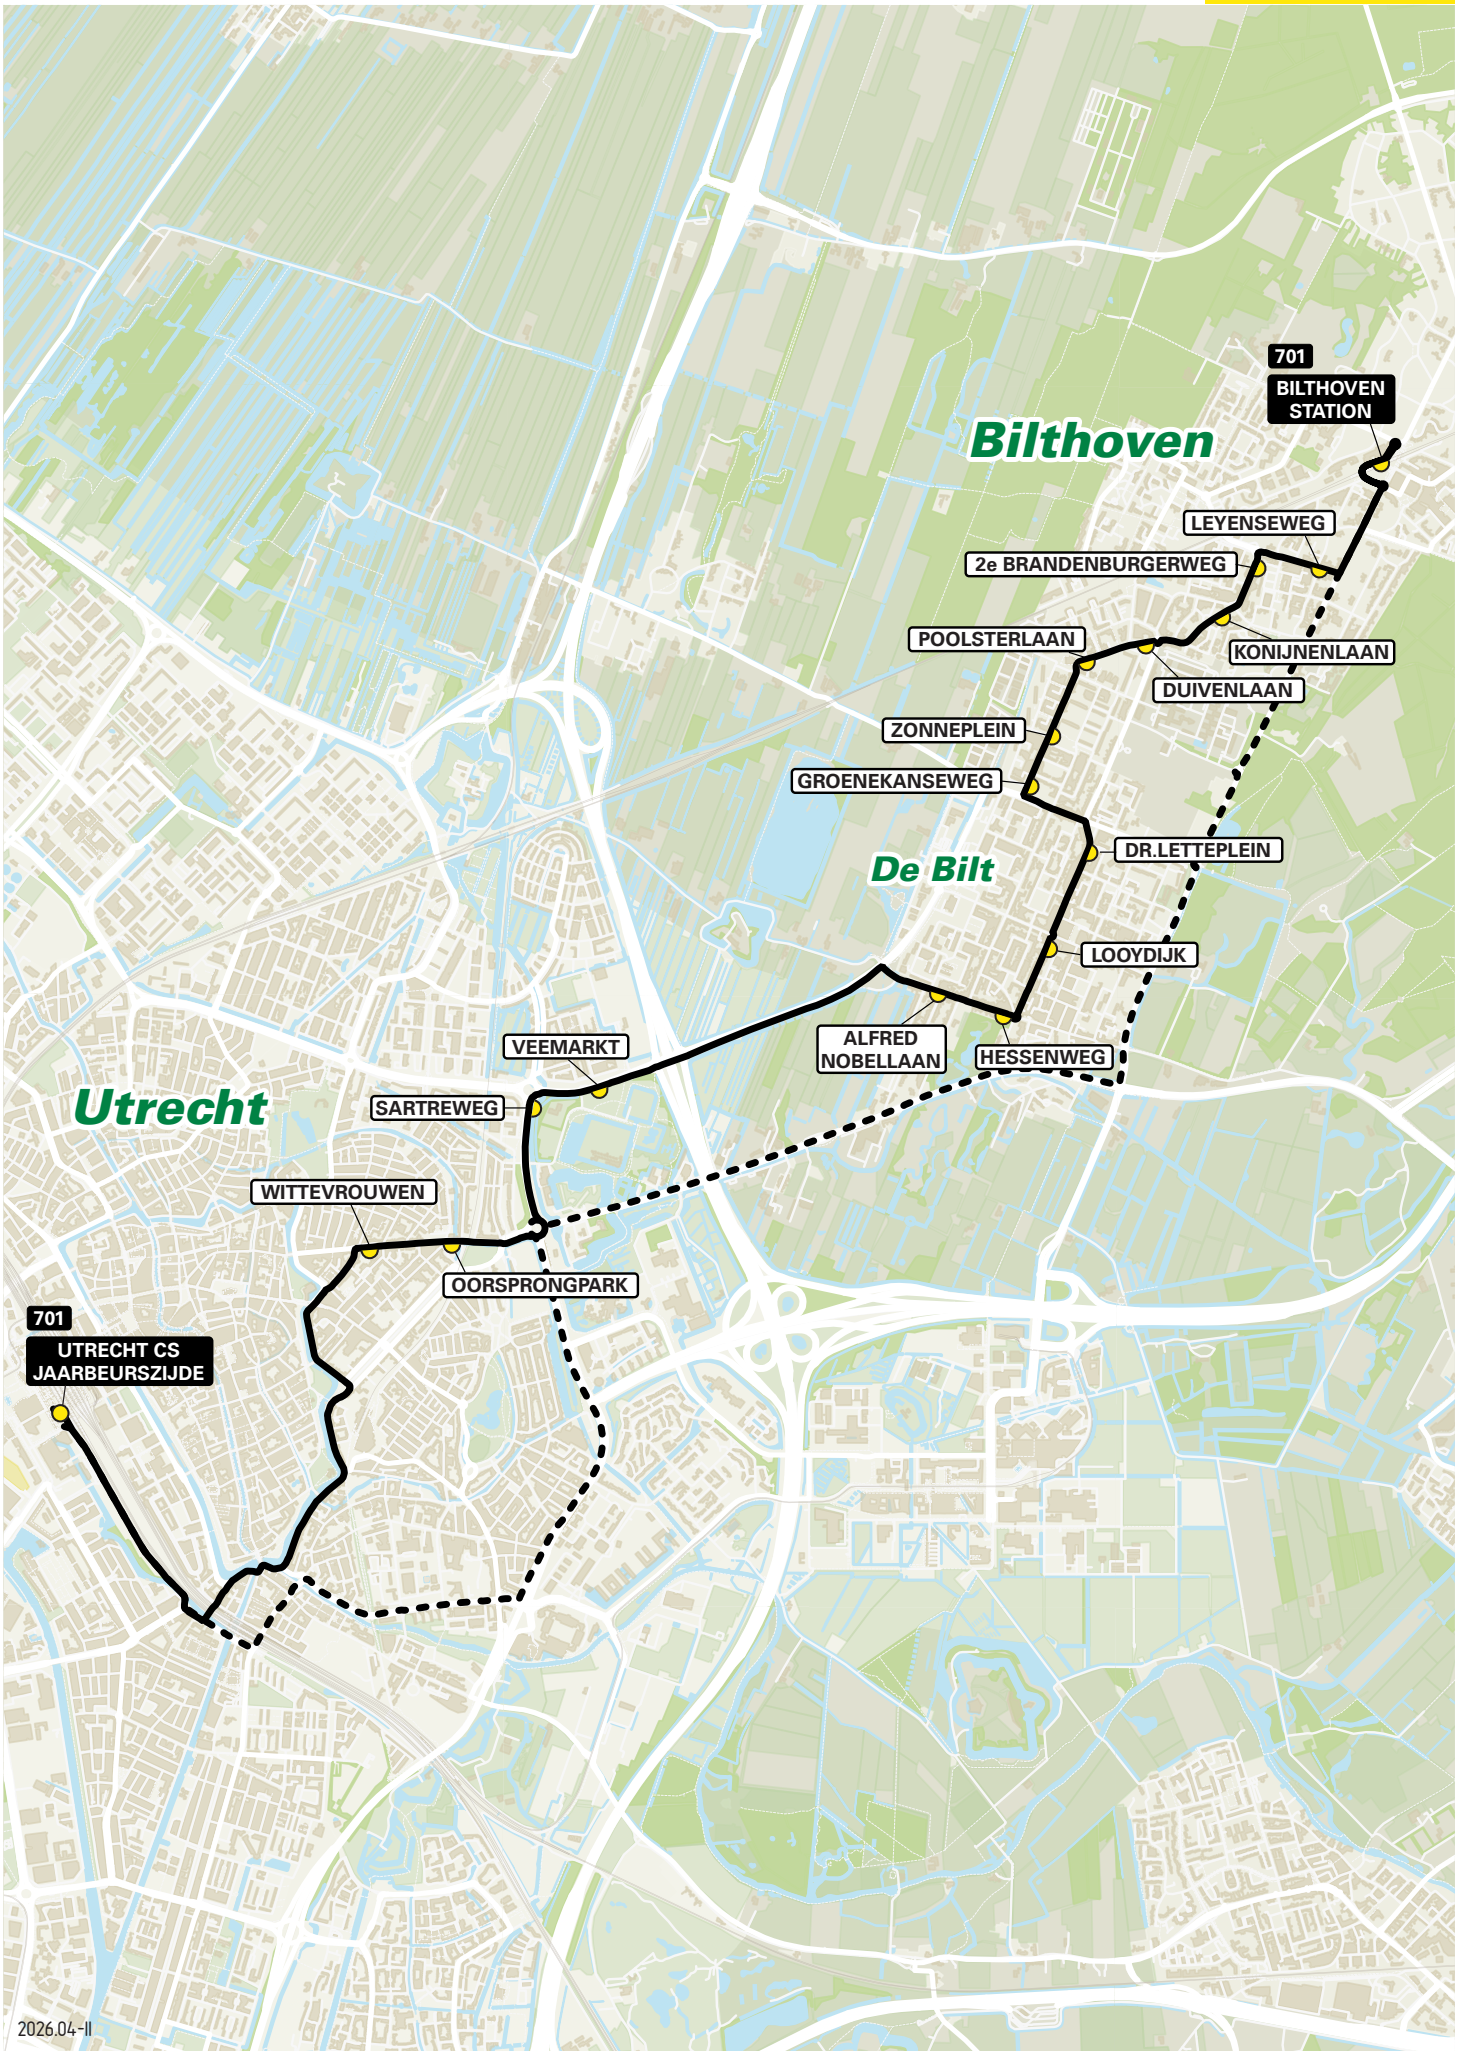 701
BILTHOVEN
STATION
Bilthoven
LEYENSEWEG
2e BRANDENBURGERWEG
POOLSTERLAAN
KONIJNENLAAN
DUIVENLAAN
ZONNEPLEIN
GROENEKANSEWEG
DR.LETTEPLEIN
De Bilt
LOOYDIJK
ALFRED
NOBELLAAN
HESSENWEG
VEEMARKT
SARTREWEG
Utrecht
WITTEVROUWEN
OORSPRONGPARK
701
UTRECHT CS
JAARBEURSZIJDE
2026.04-II